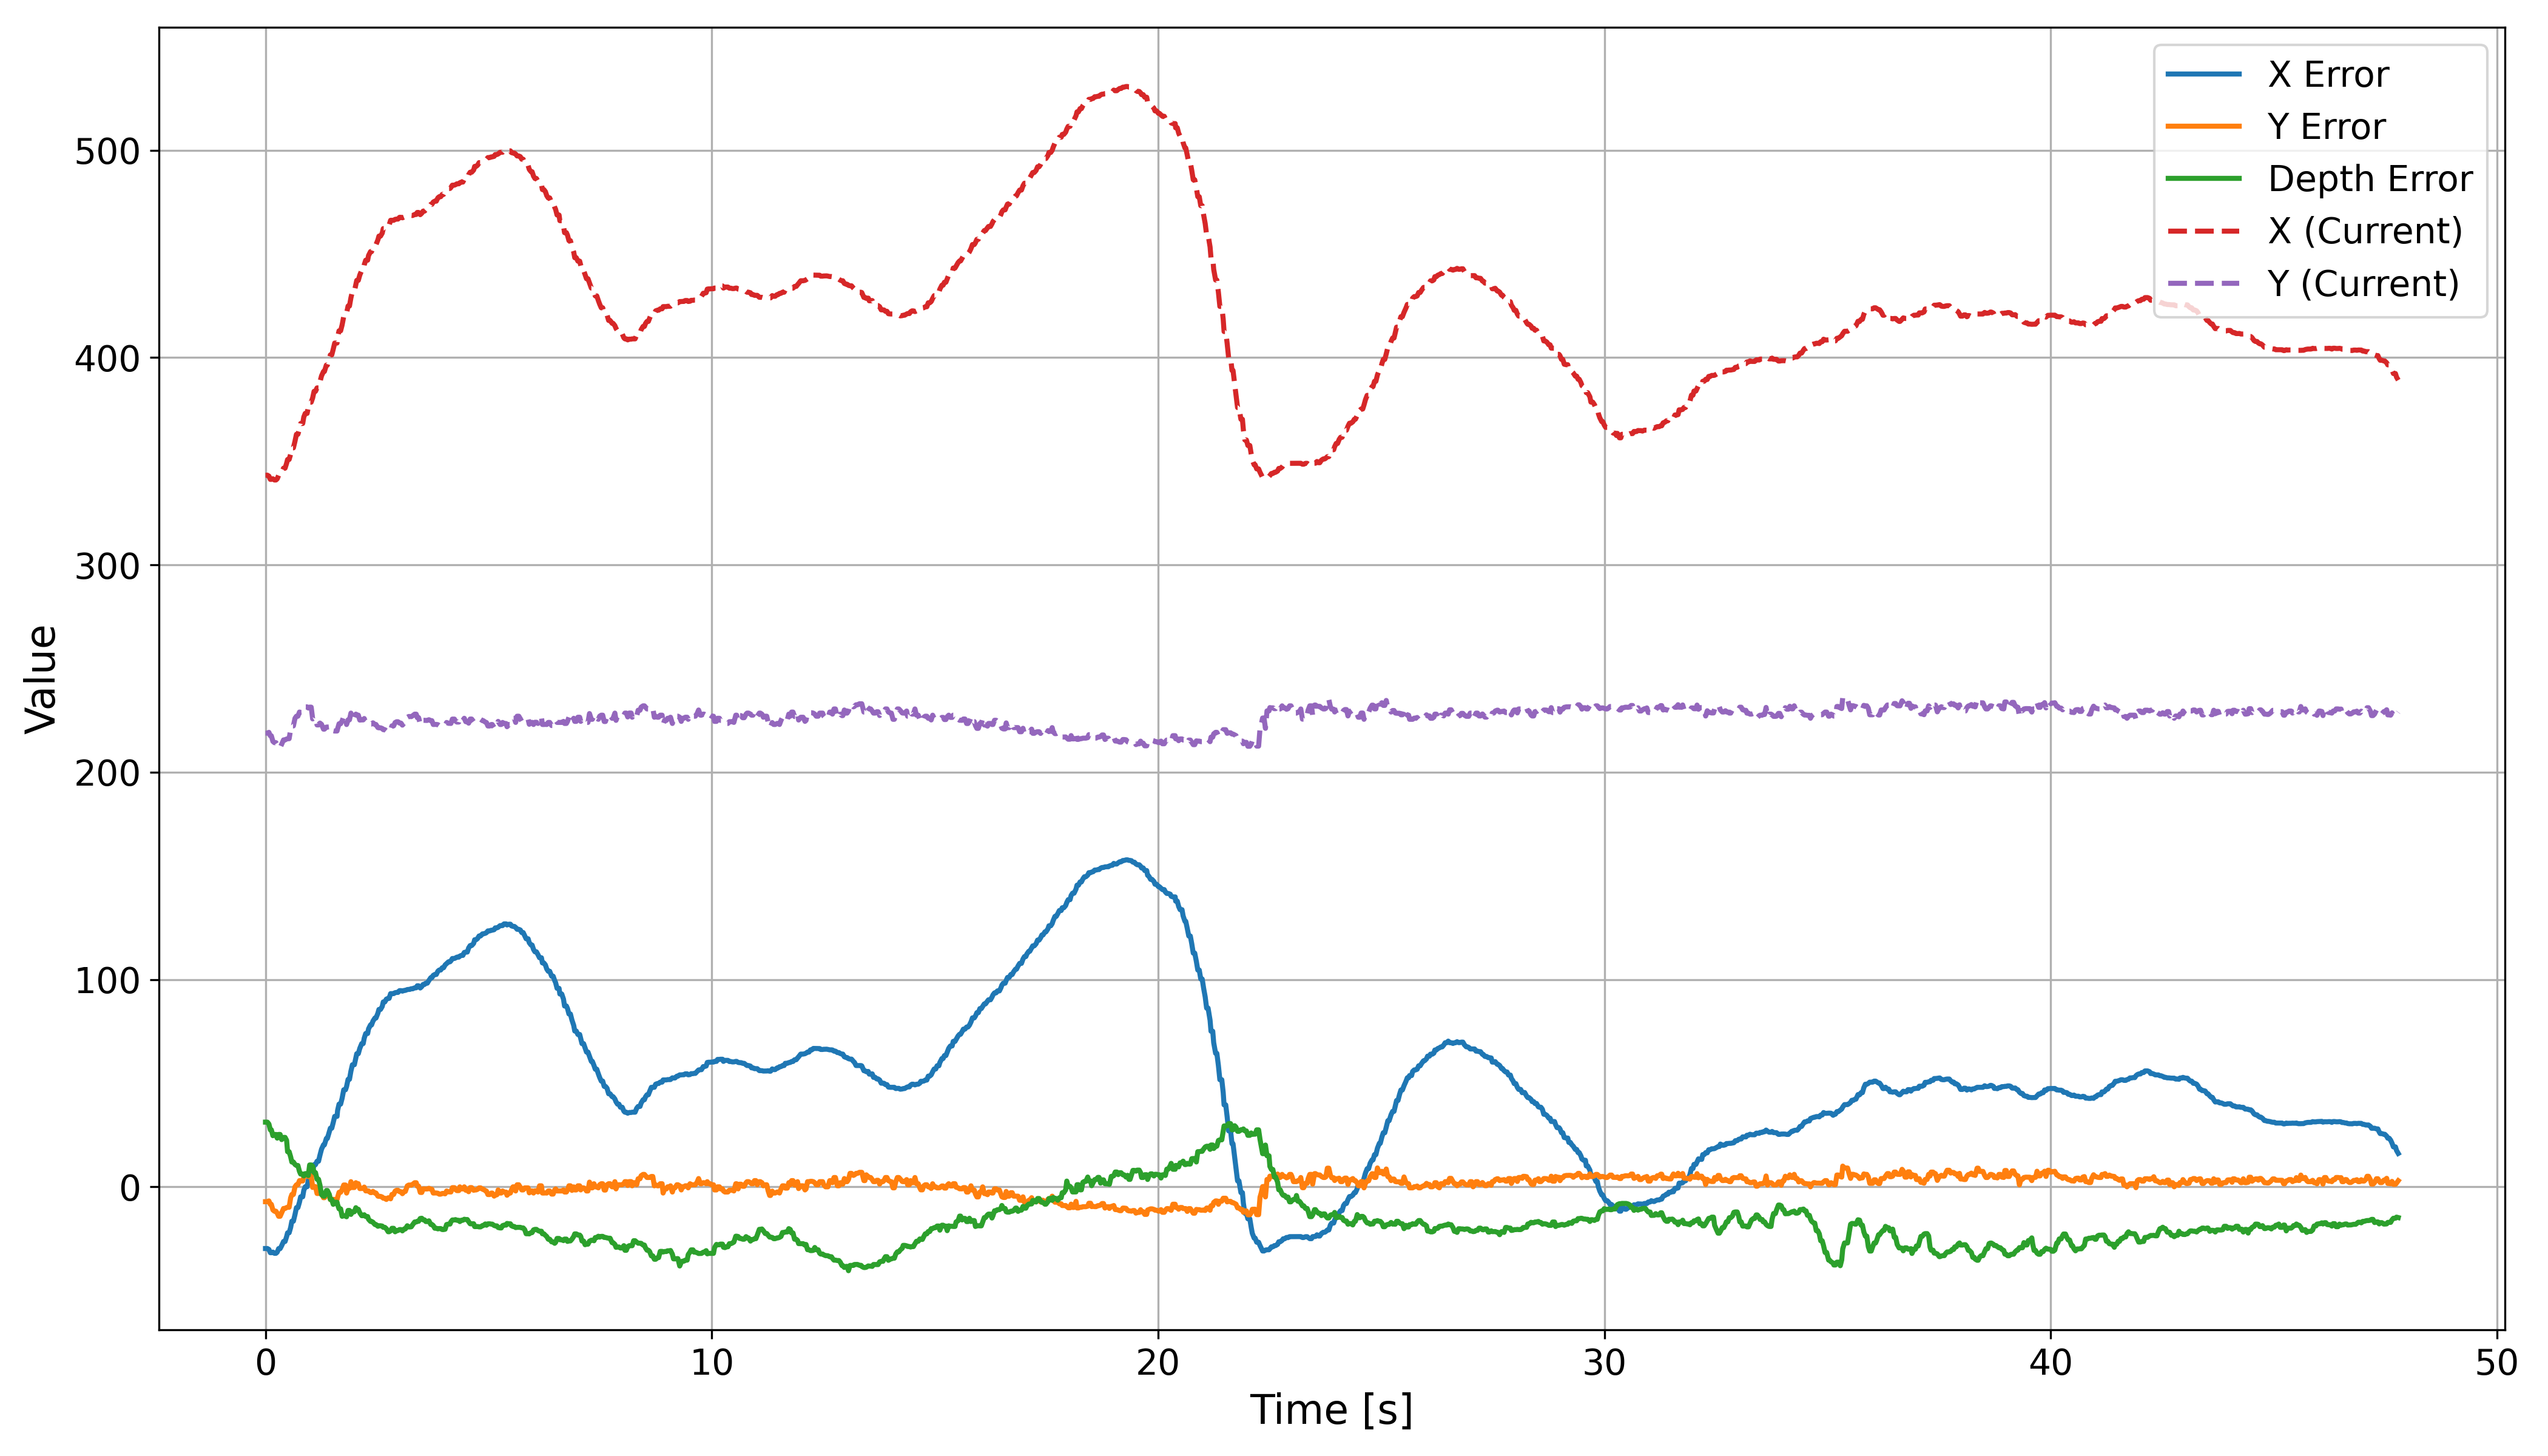 X Error
Y Error
Depth Error
X (Current)
Y (Current)
500
400
300
200
100
0
Value
0 10 20 30 40 50
Time [s]